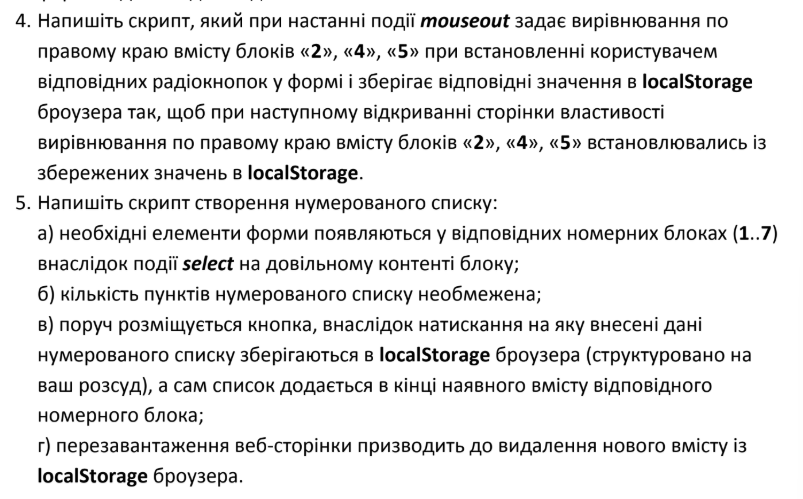 4. Напишіть скрипт, який при настанні події mouseout задає вирівнювання по
правому краю вмісту блоків «2», «4», «5» при встановленні користувачем
відповідних радіокнопок у формі і зберігає відповідні значення в localStorage
броузера так, щоб при наступному відкриванні сторінки властивості
вирівнювання по правому краю вмісту блоків «2», «4», «5» встановлювались із
збережених значень в localStorage.
5. Напишіть скрипт створення нумерованого списку:
а) необхідні елементи форми появляються у відповідних номерних блоках (1..7)
внаслідок події select на довільному контенті блоку;
б) кількість пунктів нумерованого списку необмежена;
в) поруч розміщується кнопка, внаслідок натискання на яку внесені дані
нумерованого списку зберігаються в localStorage броузера (структуровано на
ваш розсуд), а сам список додається в кінці наявного вмісту відповідного
номерного блока;
г) перезавантаження веб-сторінки призводить до видалення нового вмісту із
localStorage броузера.